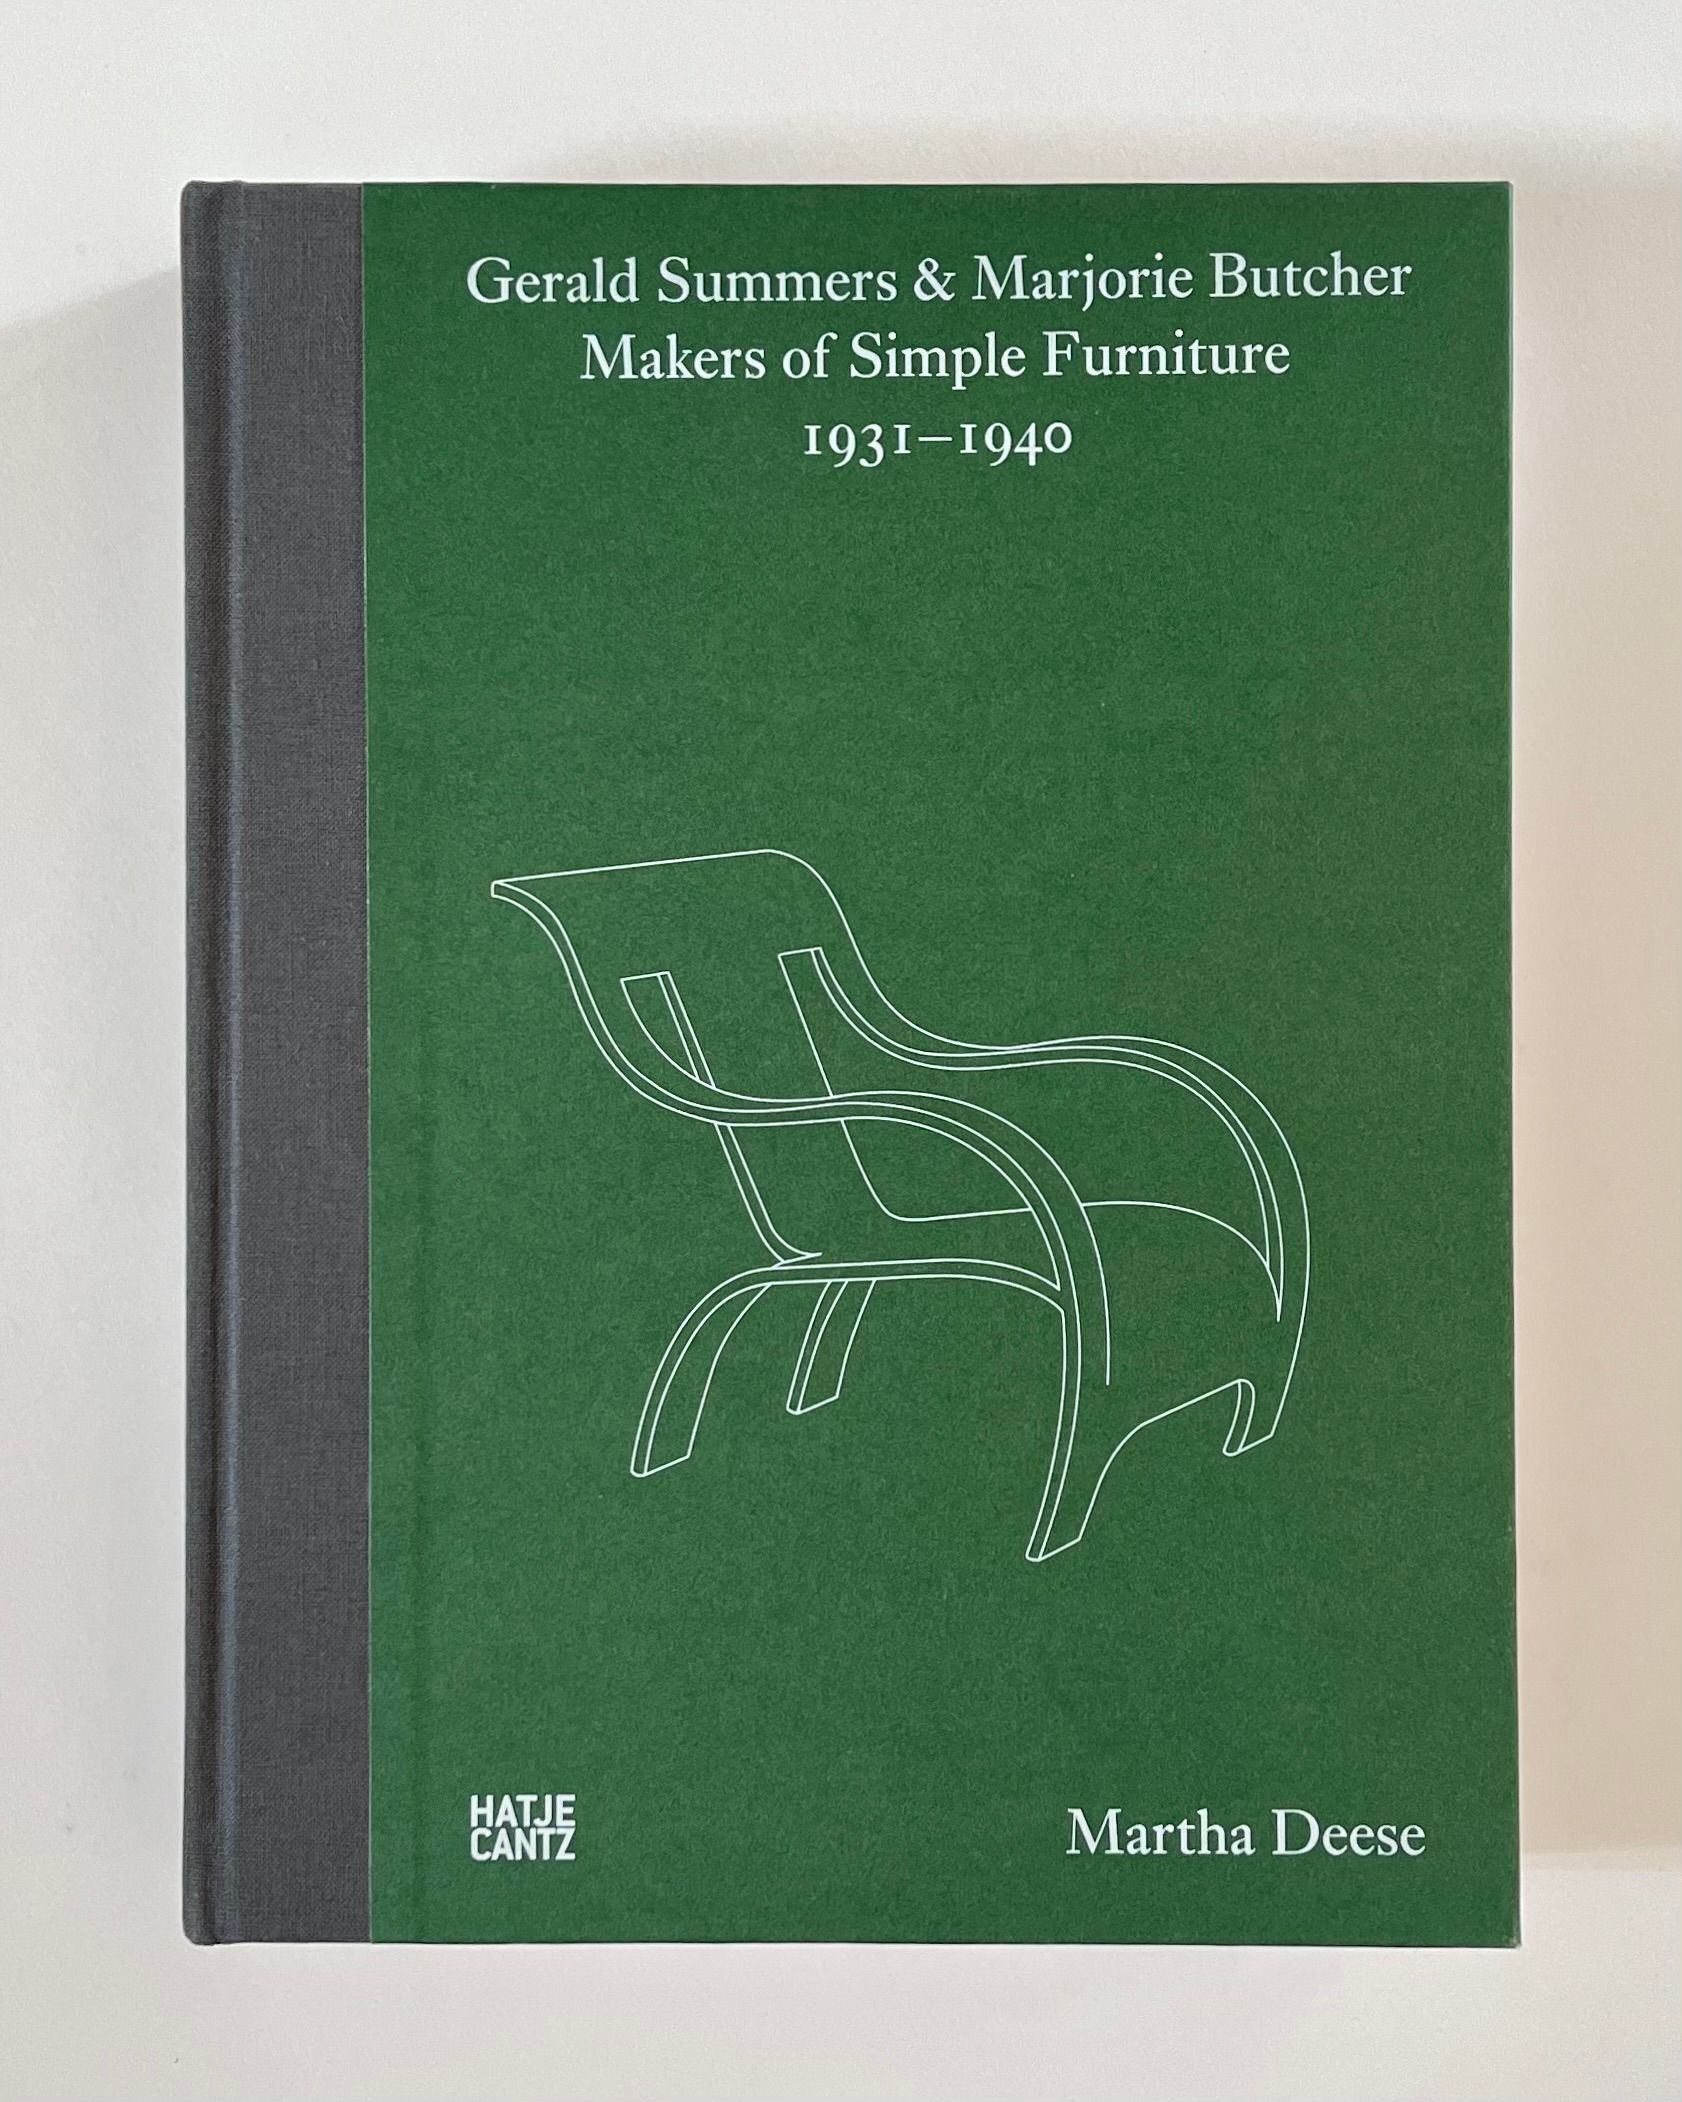 Gerald Summers & Marjorie Butcher
Makers of Simple Furniture
1931–1940
HATJE
CANTZ
Martha Deese